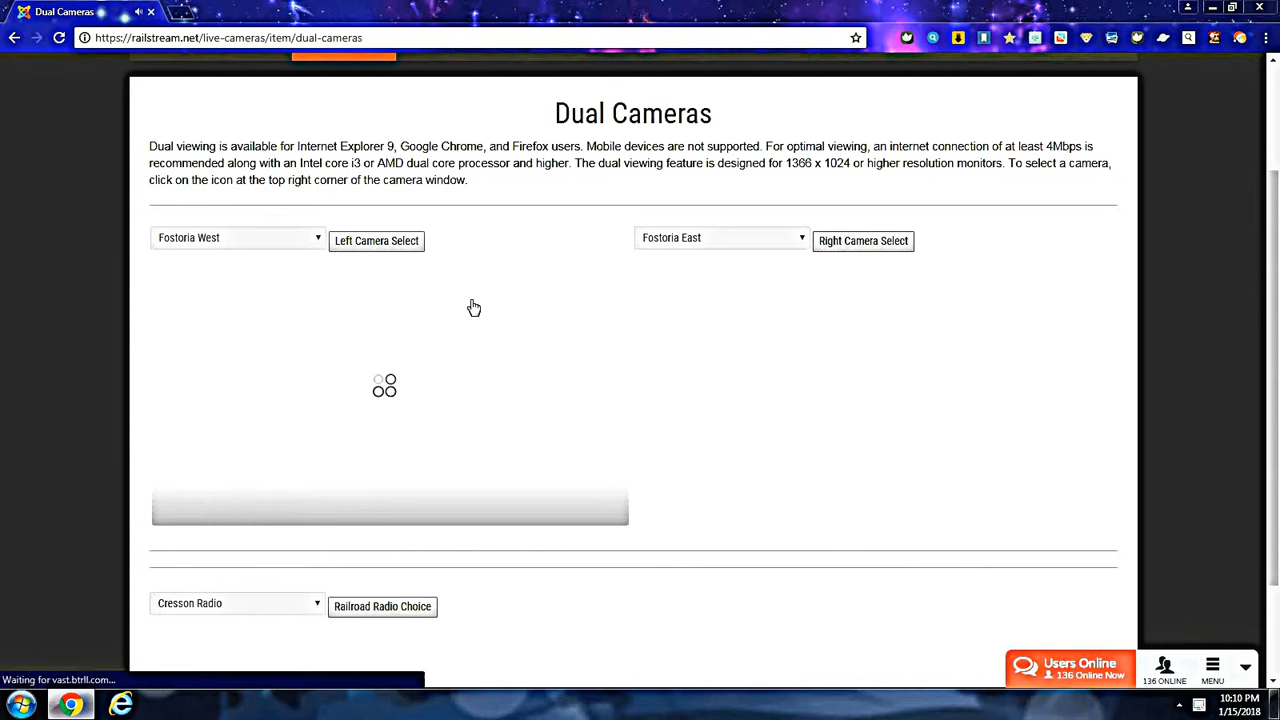 Dual Cameras
https://railstream.net/live-cameras/item/dual-cameras
Dual Cameras
Dual viewing is available for Internet Explorer 9, Google Chrome, and Firefox users. Mobile devices are not supported. For optimal viewing, an internet connection of at least 4Mbps is
recommended along with an Intel core i3 or AMD dual core processor and higher. The dual viewing feature is designed for 1366 x 1024 or higher resolution monitors. To select a camera,
click on the icon at the top right corner of the camera window.
Fostoria West Left Camera Select Fostoria East Right Camera Select
Cresson Radio Railroad Radio Choice
Users Online
136 Online Now
136 ONLINE MENU
Waiting for vast.btrll.com...
10:10 PM
1/15/2018